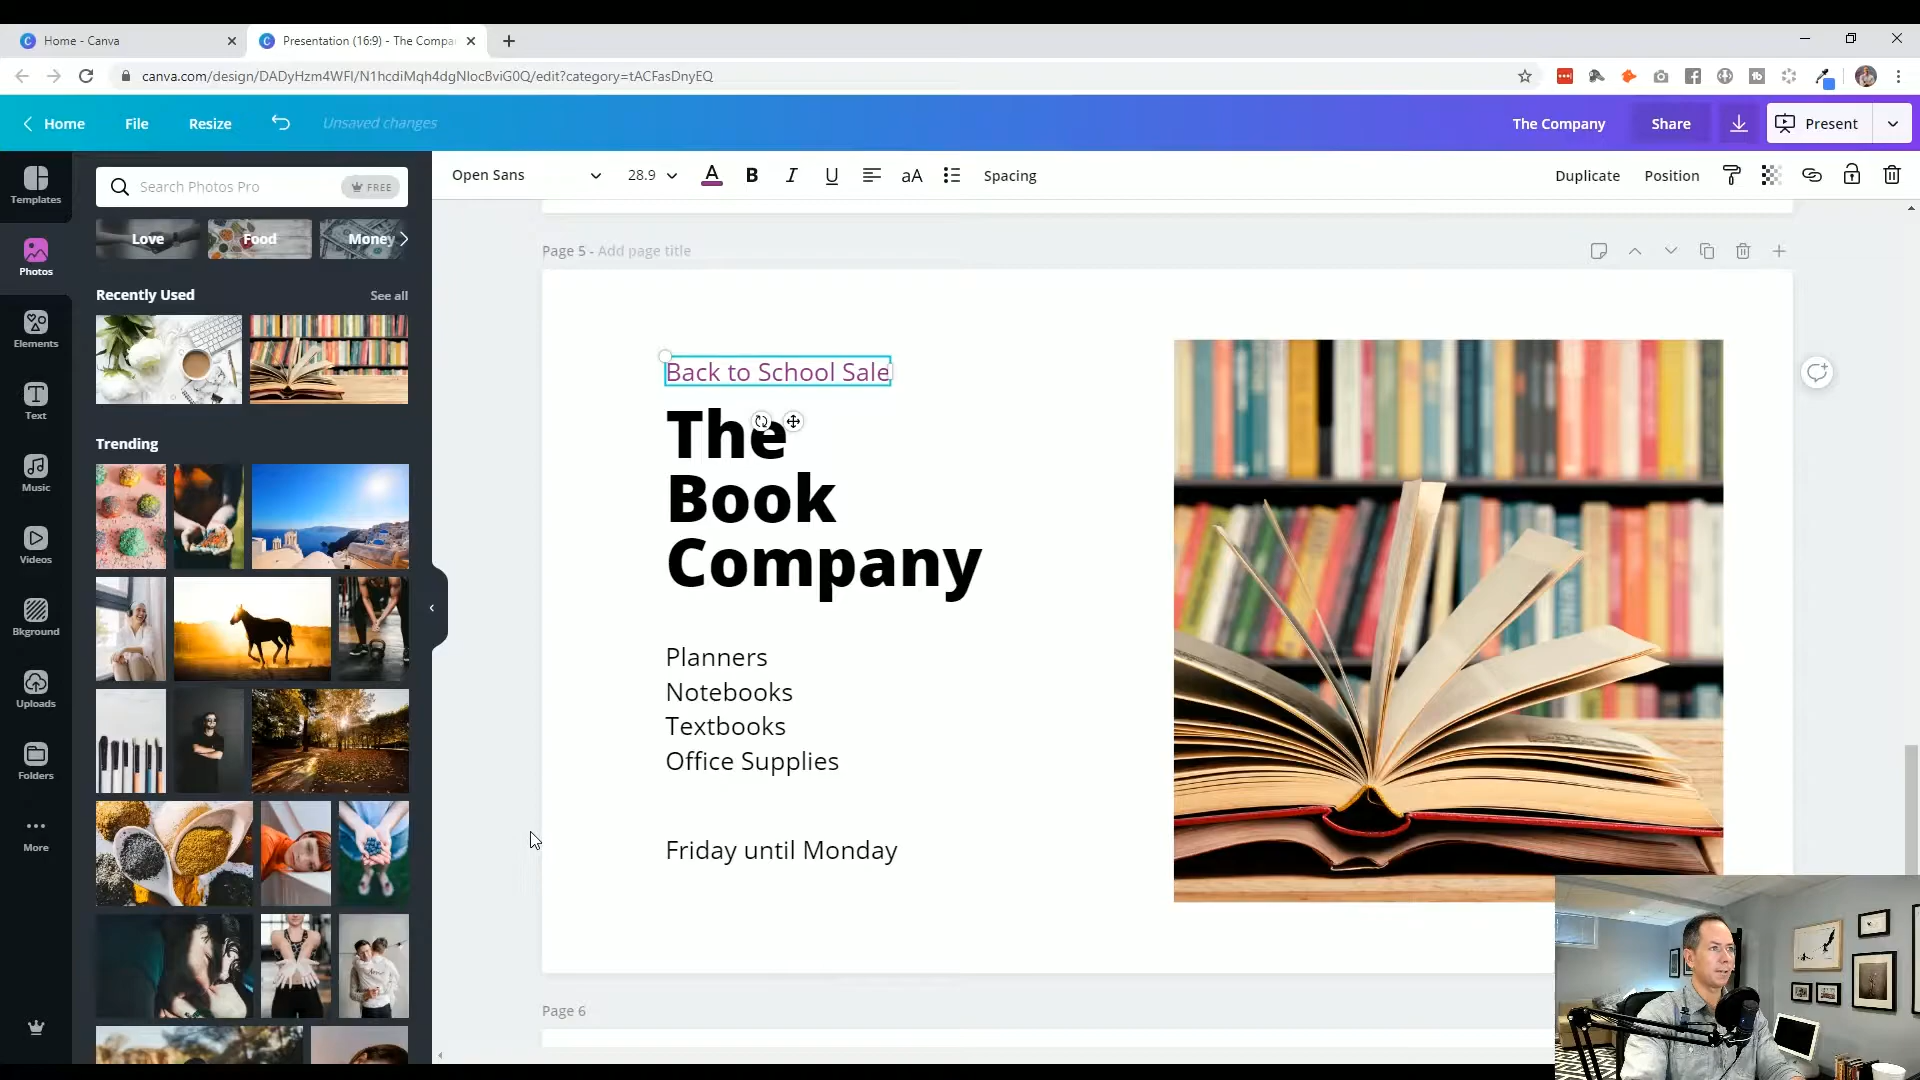 Home - Canva
Presentation (16:9) - The Compa
canva.com/design/DADyHzm4WFI/N1hcdiMqh4dgNlocBviG0Q/edit?category=tACFasDnyEQ
Home
File
Resize
Unsaved changes
The Company
Share
Present
Templates
Photos
Elements
Text
Music
Videos
Bkground
Uploads
Folders
More
Search Photos Pro
FREE
Love
Food
Money
Recently Used
See all
Trending
Open Sans
28.9
A
B
I
U
aA
Spacing
Duplicate
Position
Page 5 - Add page title
Back to School Sale
The
Book
Company
Planners
Notebooks
Textbooks
Office Supplies
Friday until Monday
Page 6